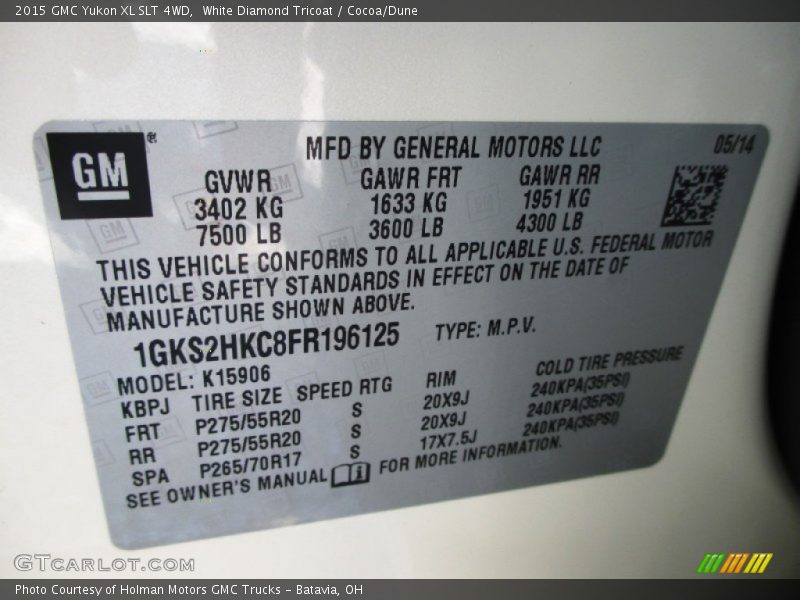 2015 GMC Yukon XL SLT 4WD, White Diamond Tricoat / Cocoa/Dune
GM
MFD BY GENERAL MOTORS LLC 05/14
GVWR GAWR FRT GAWR RR
3402 KG 1633 KG 1951 KG
7500 LB 3600 LB 4300 LB
THIS VEHICLE CONFORMS TO ALL APPLICABLE U.S. FEDERAL MOTOR
VEHICLE SAFETY STANDARDS IN EFFECT ON THE DATE OF
MANUFACTURE SHOWN ABOVE.
1GKS2HKC8FR196125 TYPE: M.P.V.
MODEL: K15906
KBPJ TIRE SIZE SPEED RTG RIM COLD TIRE PRESSURE
FRT P275/55R20 S 20X9J 240KPA(35PSI)
RR P275/55R20 S 20X9J 240KPA(35PSI)
SPA P265/70R17 S 17X7.5J 240KPA(35PSI)
SEE OWNER'S MANUAL FOR MORE INFORMATION.
GTCarLot.com
Photo Courtesy of Holman Motors GMC Trucks - Batavia, OH